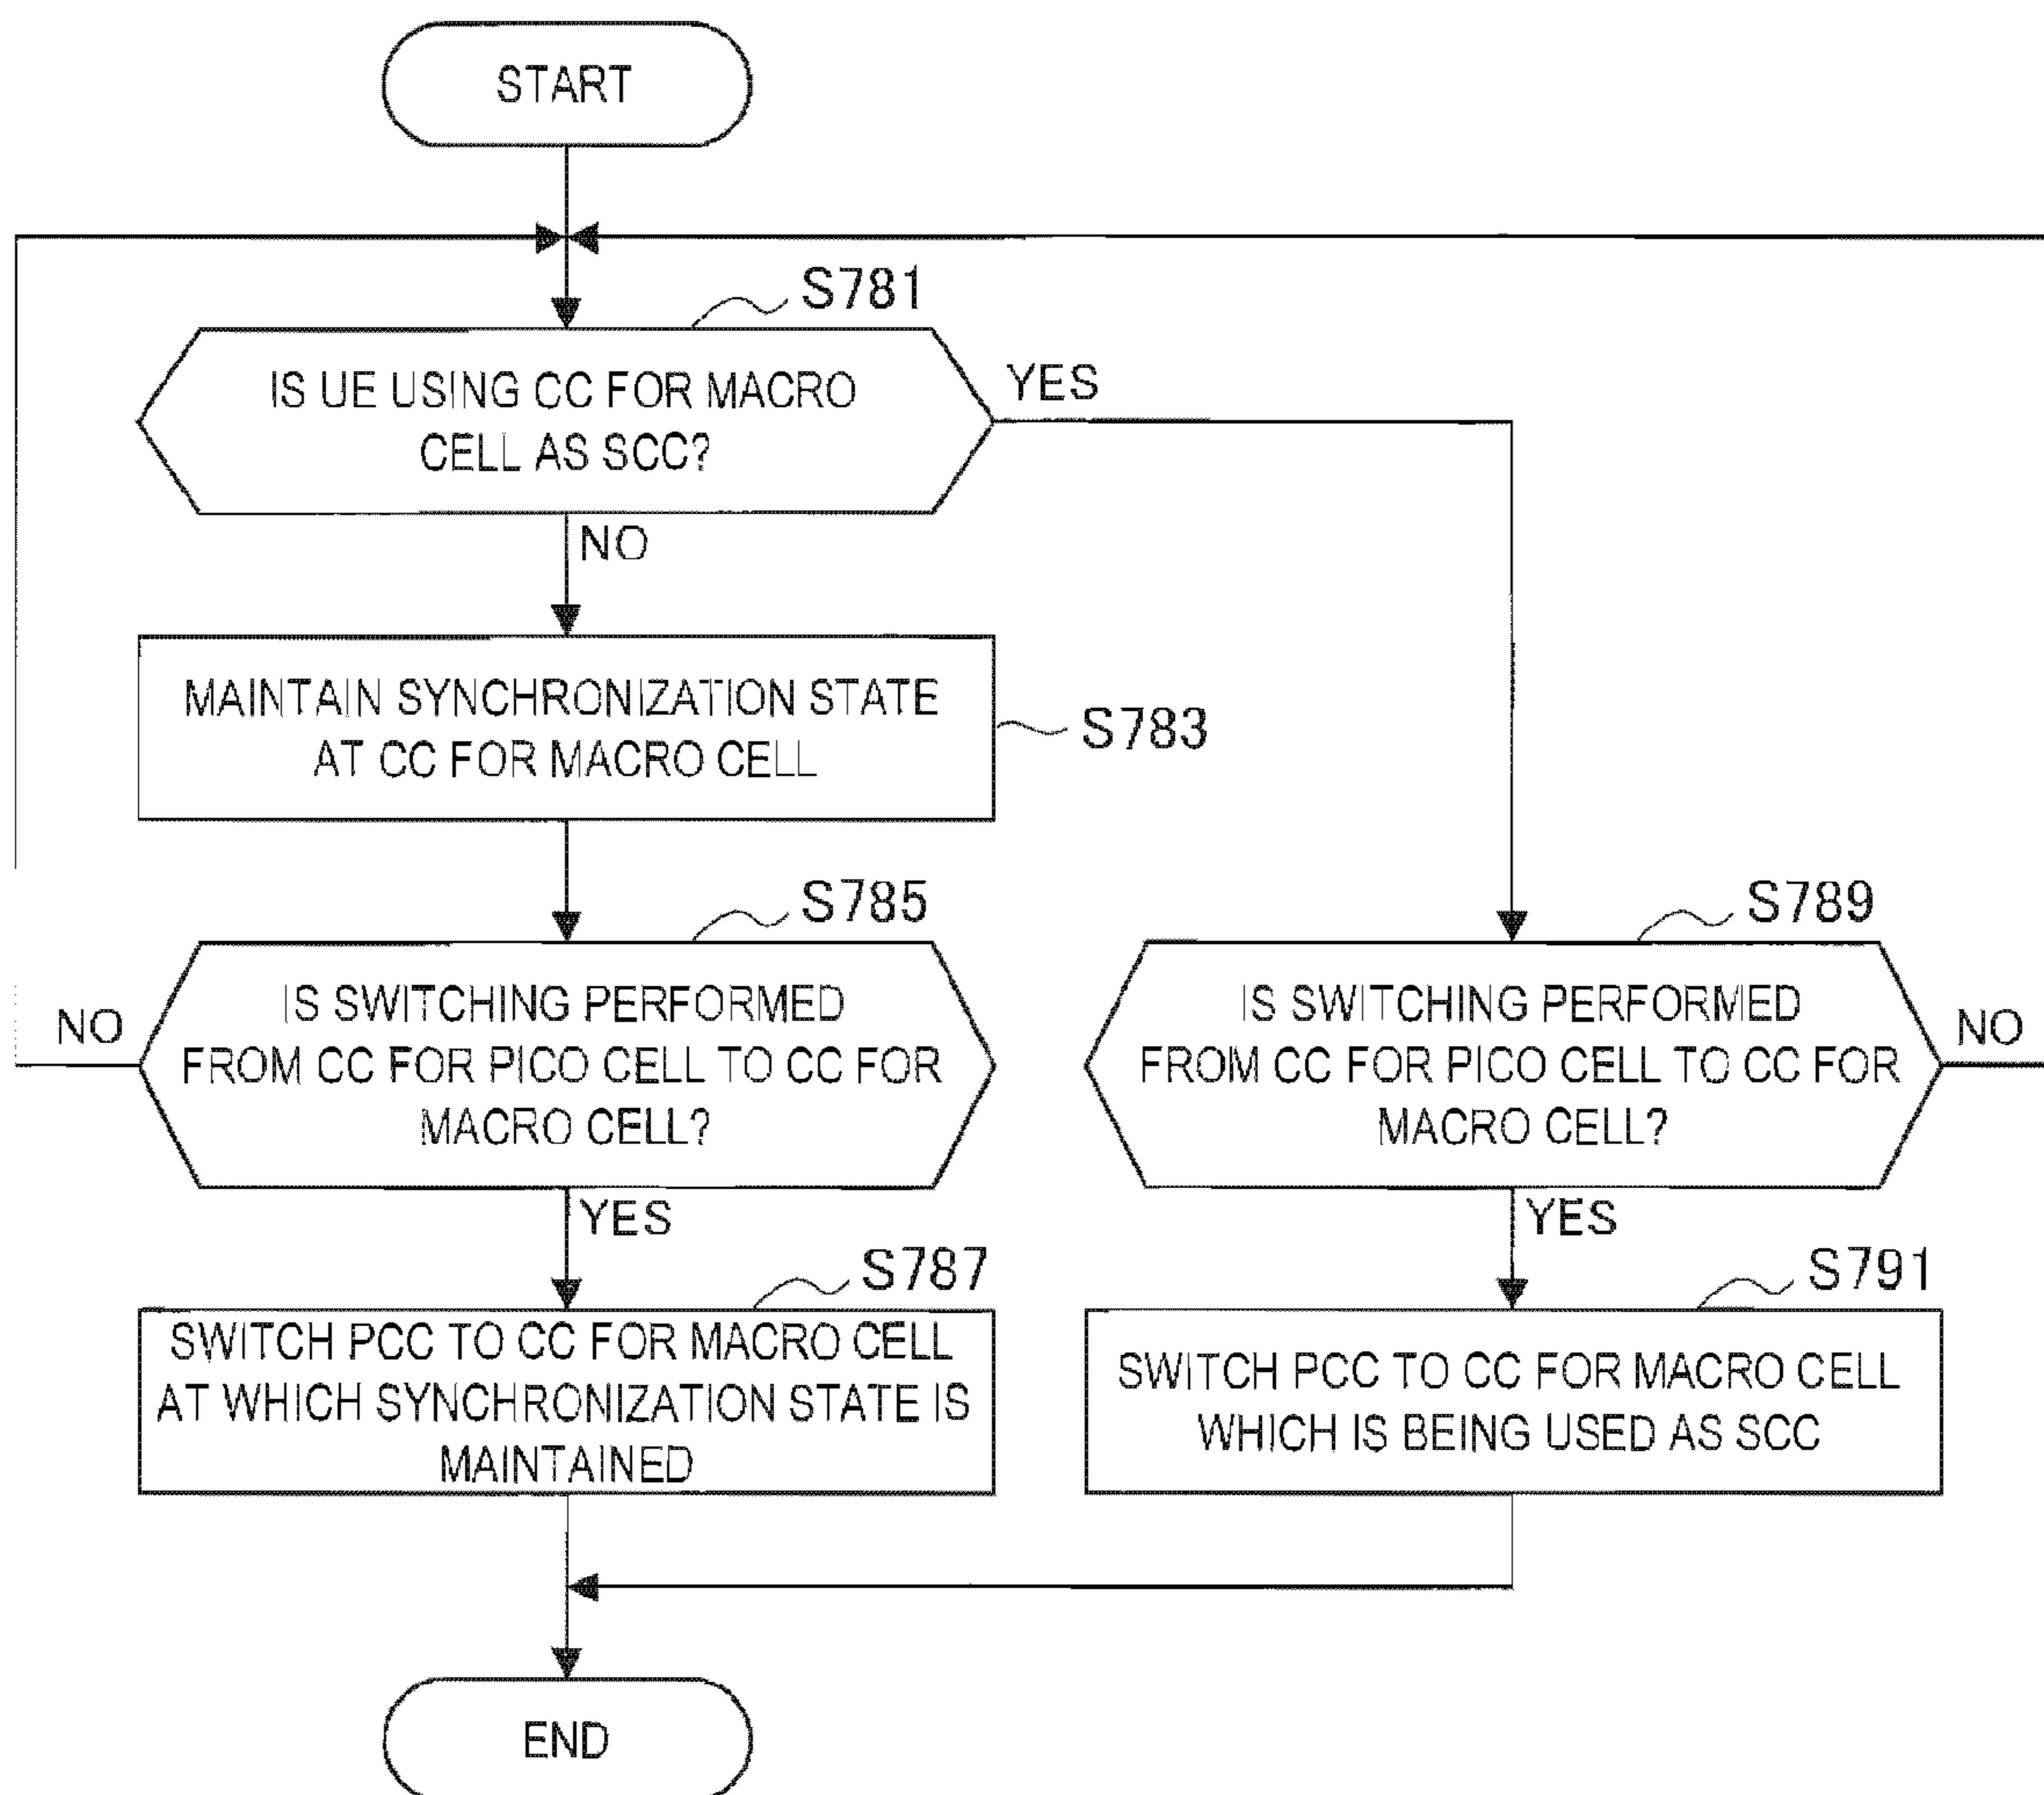 START
S781
IS UE USING CC FOR MACRO
CELL AS SCC?
YES
NO
MAINTAIN SYNCHRONIZATION STATE
AT CC FOR MACRO CELL
S783
S785
IS SWITCHING PERFORMED
FROM CC FOR PICO CELL TO CC FOR
MACRO CELL?
NO
YES
S789
IS SWITCHING PERFORMED
FROM CC FOR PICO CELL TO CC FOR
MACRO CELL?
NO
YES
S787
SWITCH PCC TO CC FOR MACRO CELL
AT WHICH SYNCHRONIZATION STATE IS
MAINTAINED
S791
SWITCH PCC TO CC FOR MACRO CELL
WHICH IS BEING USED AS SCC
END